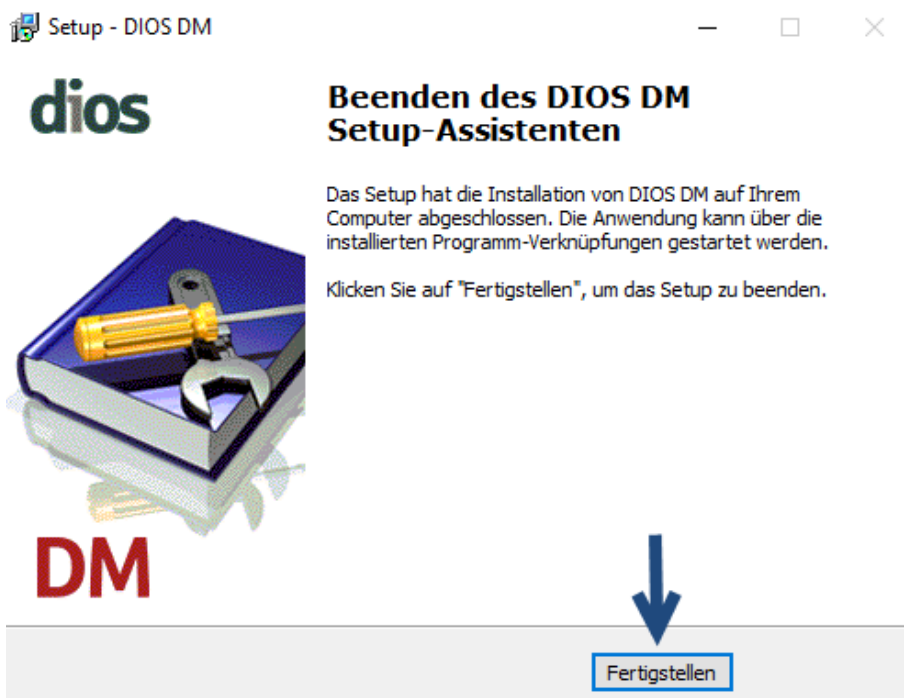 Setup - DIOS DM
dios
Beenden des DIOS DM
Setup-Assistenten
Das Setup hat die Installation von DIOS DM auf Ihrem
Computer abgeschlossen. Die Anwendung kann über die
installierten Programm-Verknüpfungen gestartet werden.
Klicken Sie auf "Fertigstellen", um das Setup zu beenden.
DM
Fertigstellen